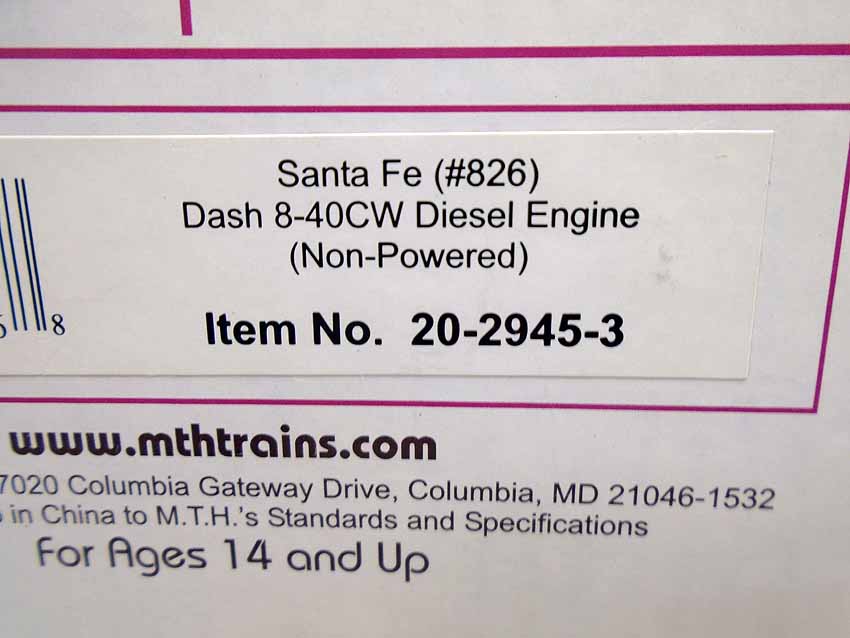 Santa Fe (#826)
Dash 8-40CW Diesel Engine
(Non-Powered)
8
Item No. 20-2945-3
www.mthtrains.com
7020 Columbia Gateway Drive, Columbia, MD 21046-1532
in China to M.T.H.'s Standards and Specifications
For Ages 14 and Up